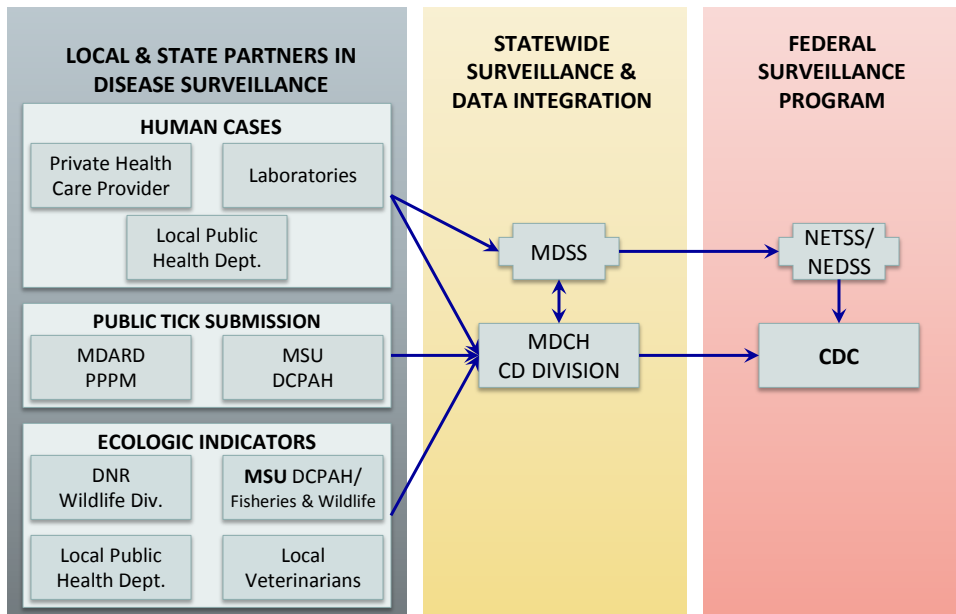 LOCAL & STATE PARTNERS IN
DISEASE SURVEILLANCE
HUMAN CASES
Private Health
Care Provider
Laboratories
Local Public
Health Dept.
PUBLIC TICK SUBMISSION
MDARD
PPPM
MSU
DCPAH
ECOLOGIC INDICATORS
DNR
Wildlife Div.
MSU DCPAH/
Fisheries & Wildlife
Local Public
Health Dept.
Local
Veterinarians
STATEWIDE
SURVEILLANCE &
DATA INTEGRATION
MDSS
MDCH
CD DIVISION
FEDERAL
SURVEILLANCE
PROGRAM
NETSS/
NEDSS
CDC